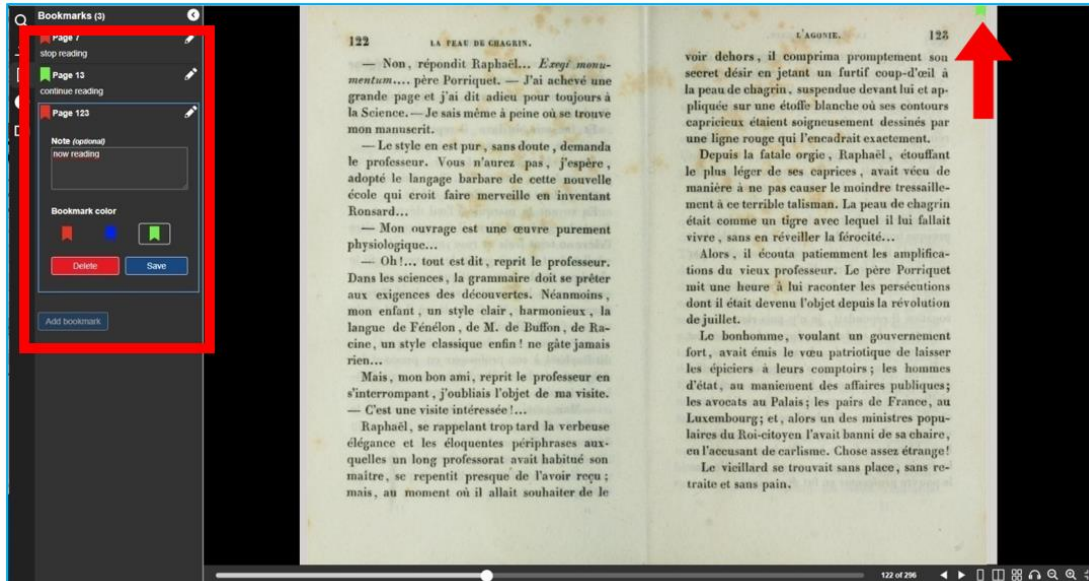 Bookmarks (3)
Page 7
stop reading
Page 13
continue reading
Page 123
Note (optional)
now reading
Bookmark color
Delete Save
Add bookmark
122 LA PEAU DE CHAGRIN.
— Non, répondit Raphaël... Exegi monu-
mentum.... père Porriquet. — J'ai achevé une
grande page et j'ai dit adieu pour toujours à
la Science. — Je sais même à peine où se trouve
mon manuscrit.
— Le style en est pur, sans doute, demanda
le professeur. Vous n'aurez pas, j'espère,
adopté le langage barbare de cette nouvelle
école qui croit faire merveille en inventant
Ronsard...
— Mon ouvrage est une œuvre purement
physiologique...
— Oh!... tout est dit, reprit le professeur.
Dans les sciences, la grammaire doit se prêter
aux exigences des découvertes. Néanmoins,
mon enfant, un style clair, harmonieux, la
langue de Fénélon, de M. de Buffon, de Ra-
cine, un style classique enfin! ne gâte jamais
rien...
Mais, mon bon ami, reprit le professeur en
s'interrompant, j'oubliais l'objet de ma visite.
— C'est une visite intéressée!...
Raphaël, se rappelant trop tard la verbeuse
élégance et les éloquentes périphrases aux-
quelles un long professorat avait habitué son
maître, se repentit presque de l'avoir reçu;
mais, au moment où il allait souhaiter de le
L'AGONIE. 123
voir dehors, il comprima promptement son
secret désir en jetant un furtif coup-d'œil à
la peau de chagrin, suspendue devant lui et ap-
pliquée sur une étoffe blanche où ses contours
capricieux étaient soigneusement dessinés par
une ligne rouge qui l'encadrait exactement.
Depuis la fatale orgie, Raphaël, étouffant
le plus léger de ses caprices, avait vécu de
manière à ne pas causer le moindre tressaille-
ment à ce terrible talisman. La peau de chagrin
était comme un tigre avec lequel il lui fallait
vivre, sans en réveiller la férocité...
Alors, il écouta patiemment les amplifica-
tions du vieux professeur. Le père Porriquet
mit une heure à lui raconter les persécutions
dont il était devenu l'objet depuis la révolution
de juillet.
Le bonhomme, voulant un gouvernement
fort, avait émis le vœu patriotique de laisser
les épiciers à leurs comptoirs; les hommes
d'état, au maniement des affaires publiques;
les avocats au Palais; les pairs de France, au
Luxembourg; et, alors un des ministres popu-
laires du Roi-citoyen l'avait banni de sa chaire,
en l'accusant de carlisme. Chose assez étrange!
Le vieillard se trouvait sans place, sans re-
traite et sans pain.
122 of 296